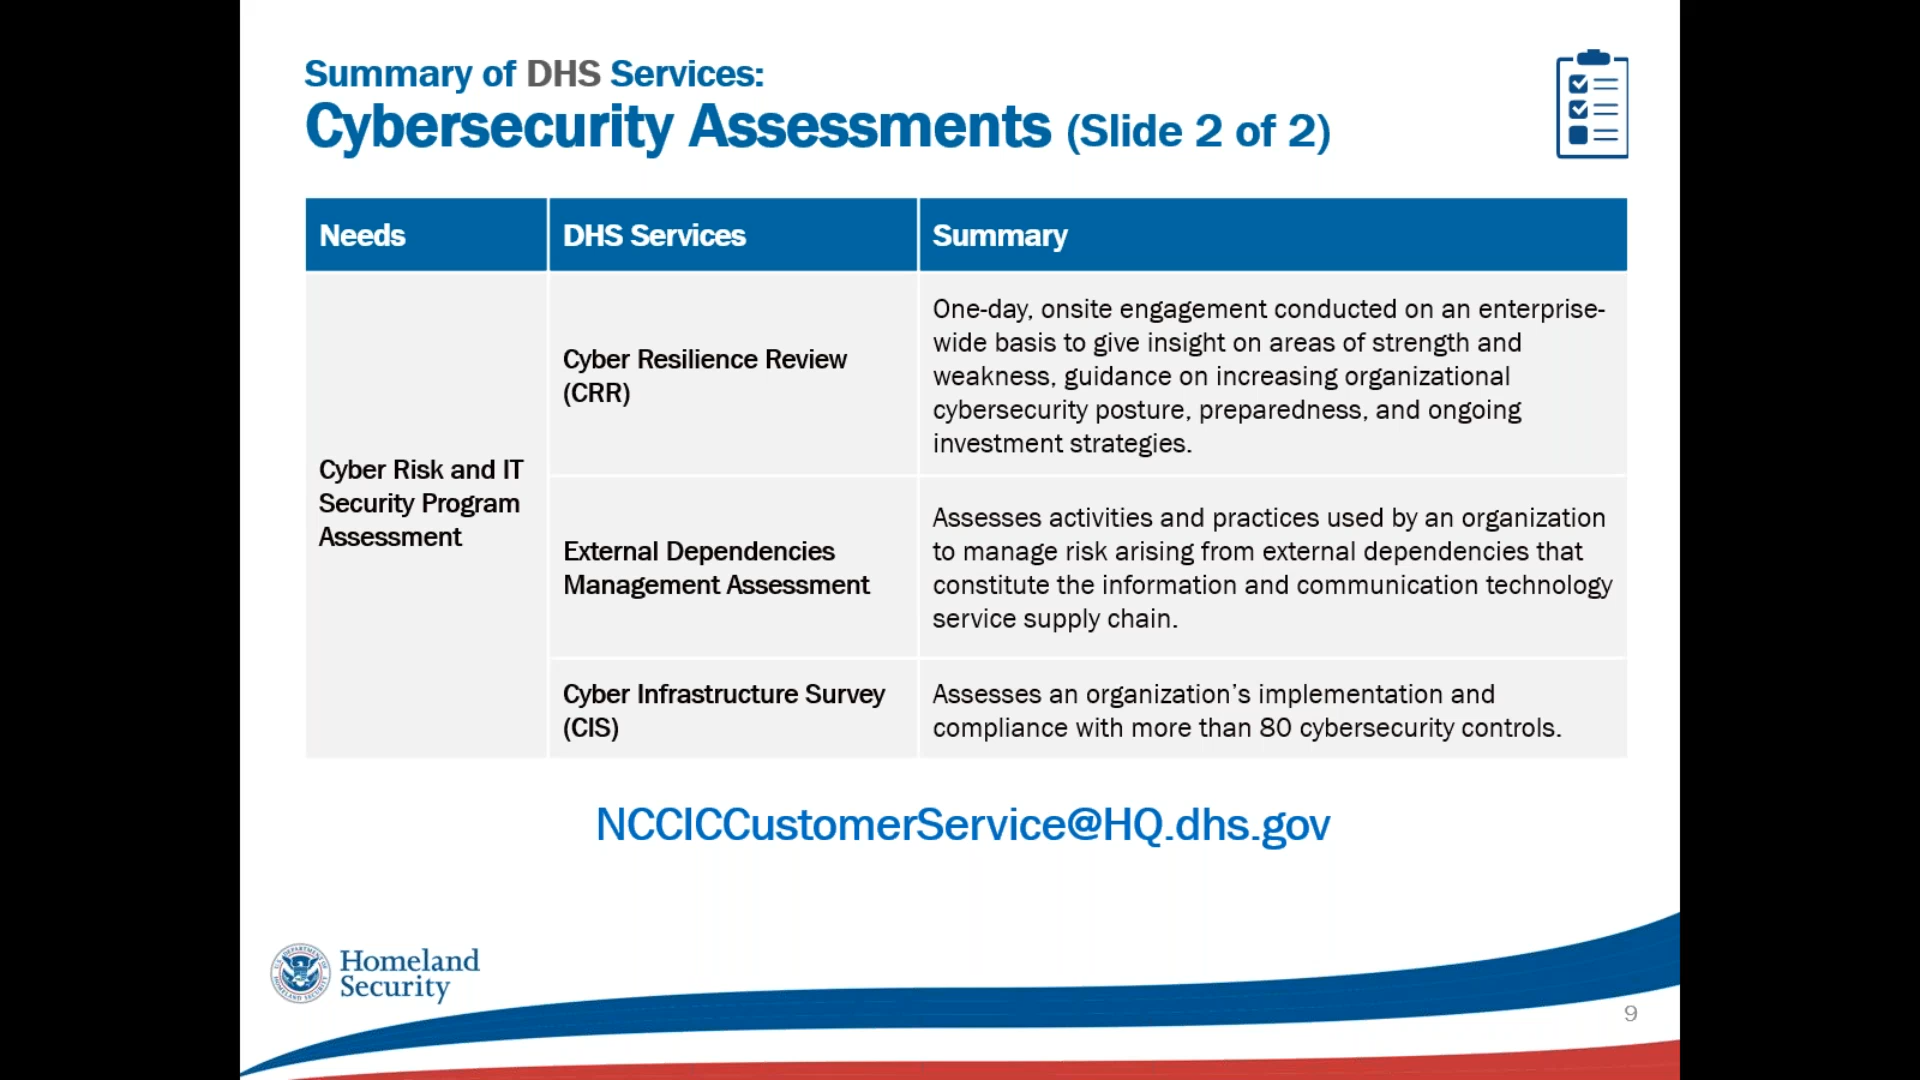 Summary of DHS Services:
Cybersecurity Assessments (Slide 2 of 2)
Needs
DHS Services
Summary
Cyber Risk and IT
Security Program
Assessment
Cyber Resilience Review
(CRR)
One-day, onsite engagement conducted on an enterprise-
wide basis to give insight on areas of strength and
weakness, guidance on increasing organizational
cybersecurity posture, preparedness, and ongoing
investment strategies.
External Dependencies
Management Assessment
Assesses activities and practices used by an organization
to manage risk arising from external dependencies that
constitute the information and communication technology
service supply chain.
Cyber Infrastructure Survey
(CIS)
Assesses an organization’s implementation and
compliance with more than 80 cybersecurity controls.
NCCICCustomerService@HQ.dhs.gov
Homeland
Security
9